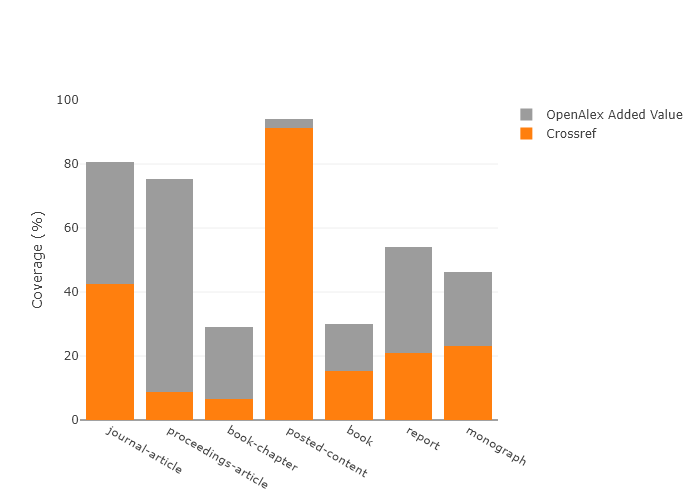 100
80
60
40
20
0
Coverage (%)
journal-article
proceedings-article
book-chapter
posted-content
book
report
monograph
OpenAlex Added Value
Crossref